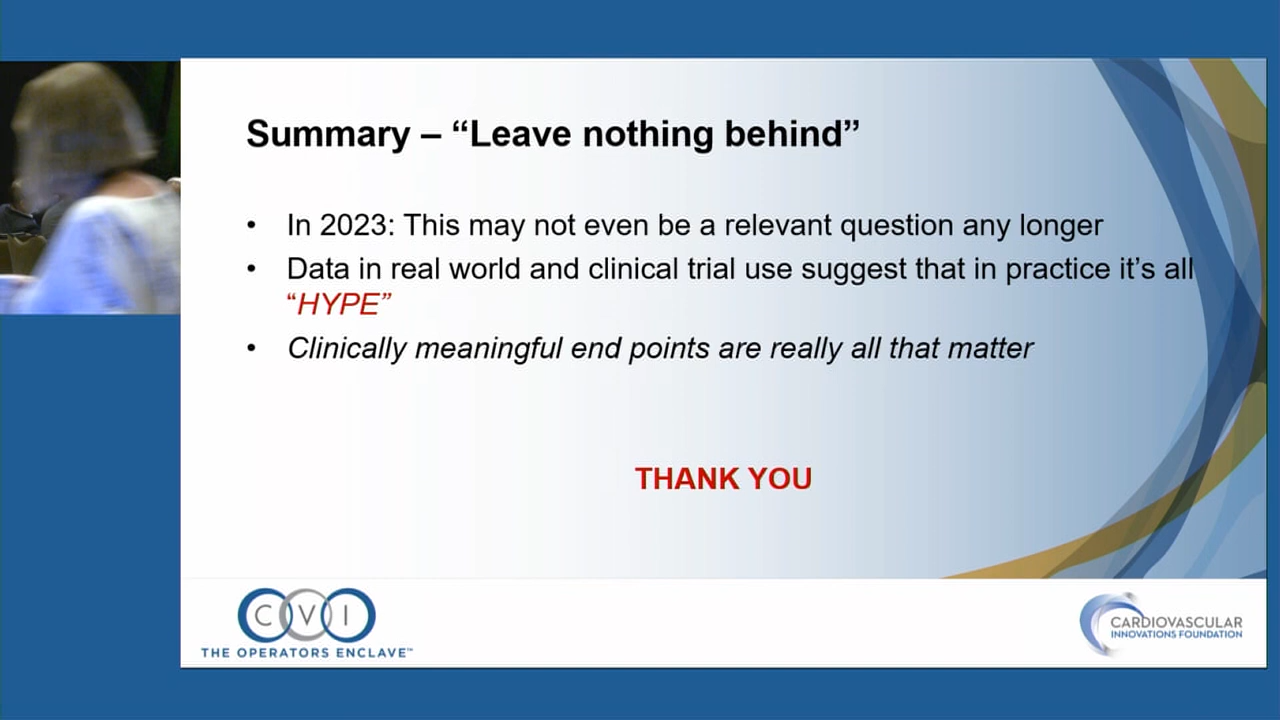 Summary – “Leave nothing behind”
• In 2023: This may not even be a relevant question any longer
• Data in real world and clinical trial use suggest that in practice it’s all
“HYPE”
• Clinically meaningful end points are really all that matter
THANK YOU
CVI
THE OPERATORS ENCLAVE™
CARDIOVASCULAR
INNOVATIONS FOUNDATION